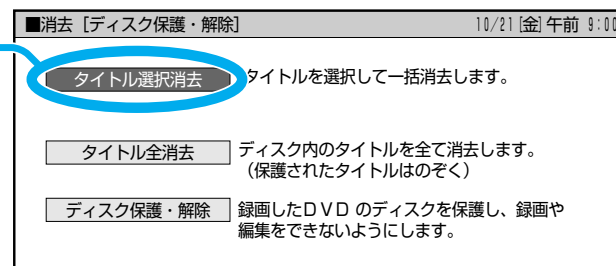 ■消去［ディスク保護・解除］ 10/21[金]午前 9:00
タイトル選択消去 タイトルを選択して一括消去します。
タイトル全消去 ディスク内のタイトルを全て消去します。
（保護されたタイトルはのぞく）
ディスク保護・解除 録画したＤＶＤ のディスクを保護し、録画や
編集をできないようにします。